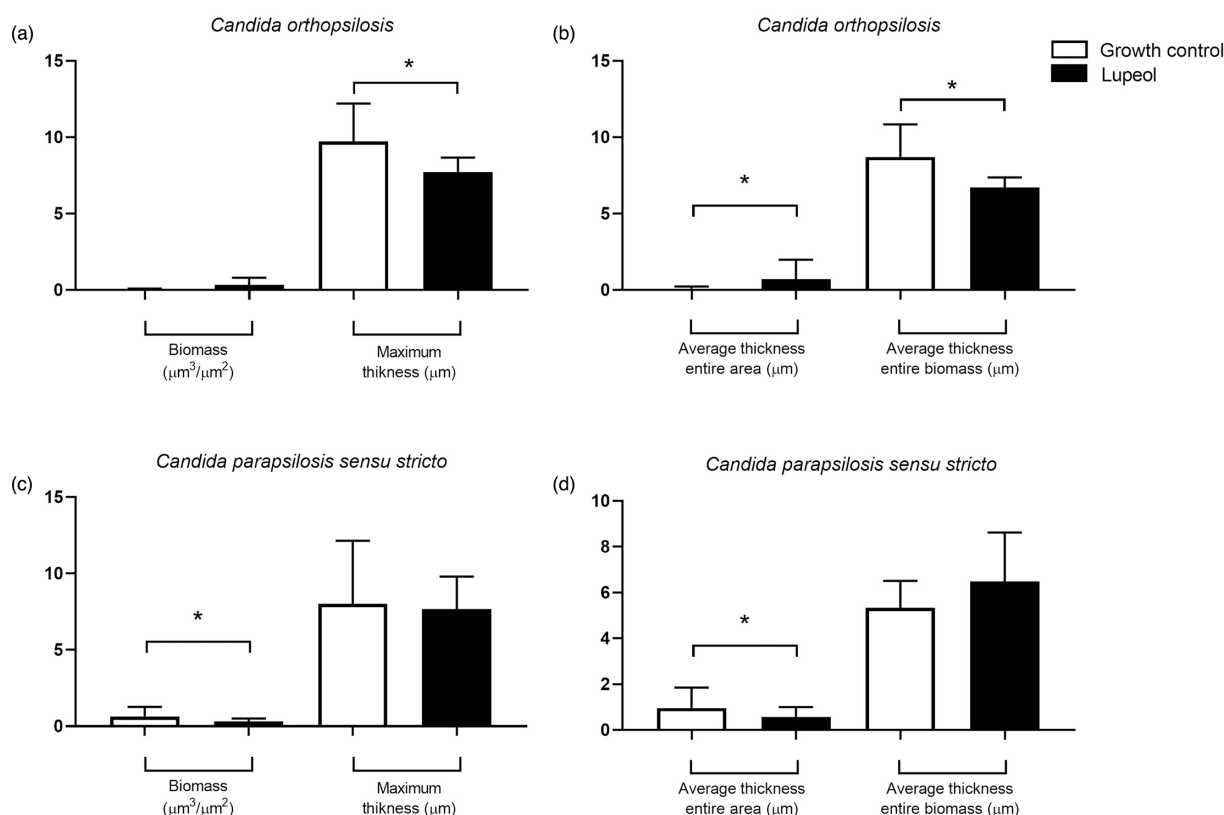 (a)
Candida orthopsilosis
15
10
5
0
*
Biomass
(μm³/μm²)
Maximum
thikness (μm)
(b)
Candida orthopsilosis
15
10
5
0
*
*
Average thickness
entire area (μm)
Average thickness
entire biomass (μm)
Growth control
Lupeol
(c)
Candida parapsilosis sensu stricto
15
10
5
0
*
Biomass
(μm³/μm²)
Maximum
thikness (μm)
(d)
Candida parapsilosis sensu stricto
10
8
6
4
2
0
*
Average thickness
entire area (μm)
Average thickness
entire biomass (μm)